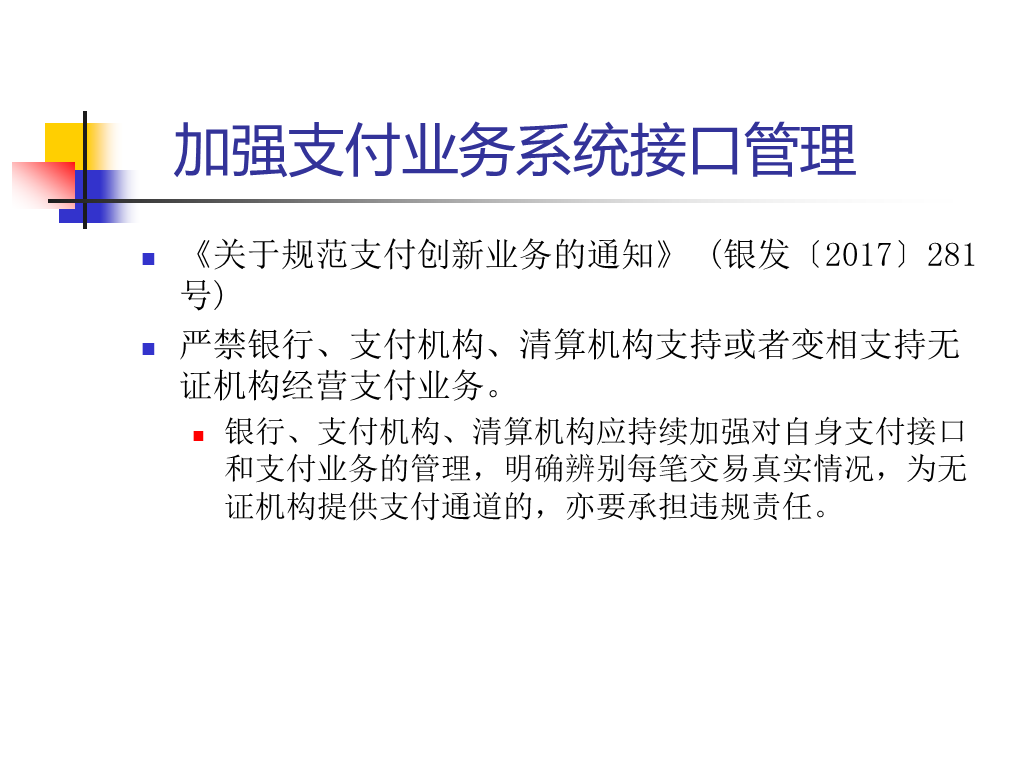 加强支付业务系统接口管理
《关于规范支付创新业务的通知》 (银发〔2017〕281
号)
严禁银行、支付机构、清算机构支持或者变相支持无
证机构经营支付业务。
银行、支付机构、清算机构应持续加强对自身支付接口
和支付业务的管理，明确辨别每笔交易真实情况，为无
证机构提供支付通道的，亦要承担违规责任。